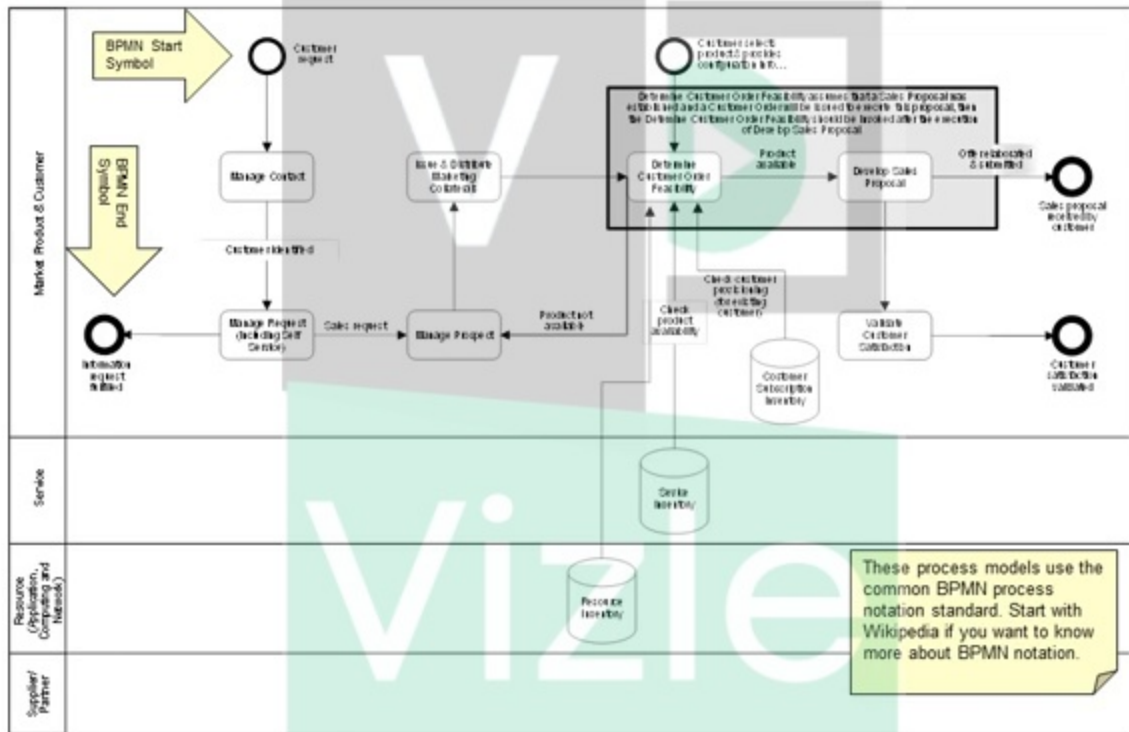 BPMN Start
Symbol
Customer
request
Customer selects
product & provides
configuration info...
Determine Customer Order Feasibility assumes that a Sales Proposal was
established and a Customer Order will be issued to execute this proposal, then
the Determine Customer Order Feasibility should be invoked after the execution
of Develop Sales Proposal
BPMN End
Symbol
Manage Contact
Issue & Distribute
Marketing
Collaterals
Determine
Customer Order
Feasibility
Product
available
Develop Sales
Proposal
Offer elaborated
& submitted
Sales proposal
received by
customer
Market Product & Customer
Customer identified
Check customer
provisioning
(for existing
customer)
Manage Request
(Including Self
Service)
Sales request
Manage Prospect
Product not
available
Check
product
availability
Validate
Customer
Satisfaction
Information
request
fulfilled
Customer
satisfaction
validated
Customer
Subscription
Inventory
Service
Service
Inventory
Resource
(Application,
Computing and
Network)
Resource
Inventory
These process models use the
common BPMN process
notation standard. Start with
Wikipedia if you want to know
more about BPMN notation.
Supplier/
Partner
V
Vizle